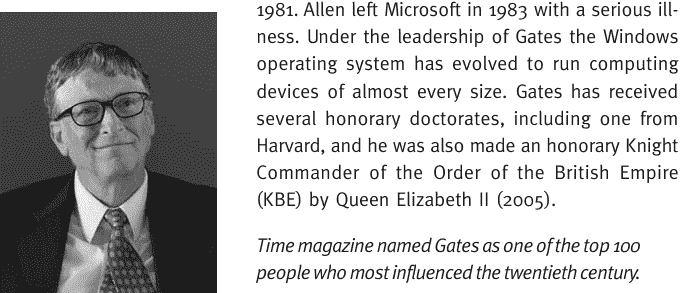 1981. Allen left Microsoft in 1983 with a serious ill-
ness. Under the leadership of Gates the Windows
operating system has evolved to run computing
devices of almost every size. Gates has received
several honorary doctorates, including one from
Harvard, and he was also made an honorary Knight
Commander of the Order of the British Empire
(KBE) by Queen Elizabeth II (2005).
Time magazine named Gates as one of the top 100
people who most influenced the twentieth century.